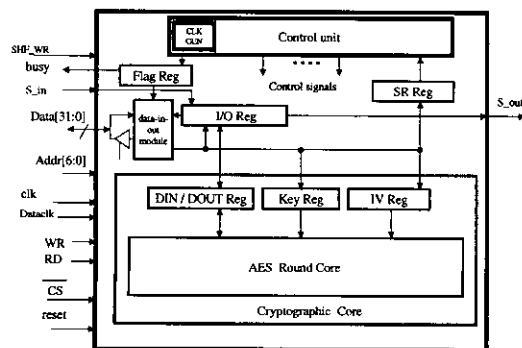 CLK
GUN
Control unit
SHF_WR
busy
Flag Reg
Control signals
SR Reg
S_in
S_out
I/O Reg
Data[31:0]
data-in-
out
module
Addr[6:0]
clk
Dataclk
DIN / DOUT Reg
Key Reg
IV Reg
WR
RD
AES Round Core
CS
Cryptographic Core
reset